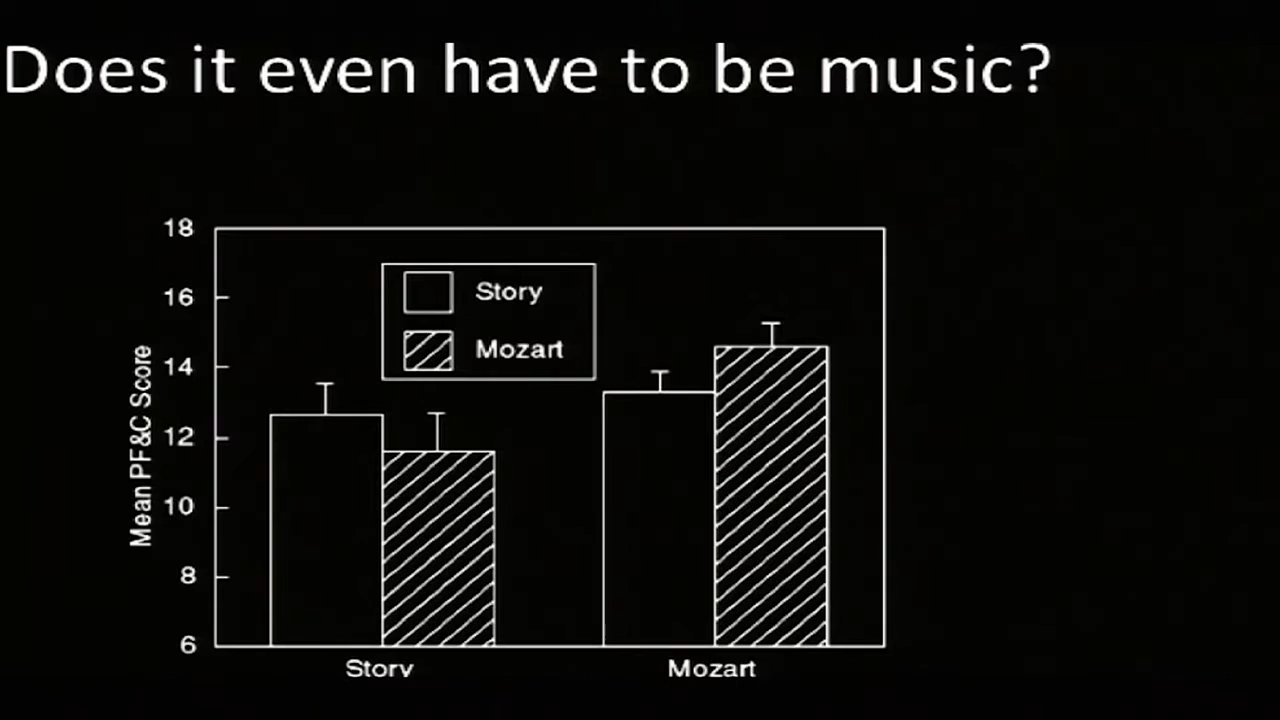 Does it even have to be music?
18
16
14
12
10
8
6
Mean PF&C Score
Story
Mozart
Story
Mozart